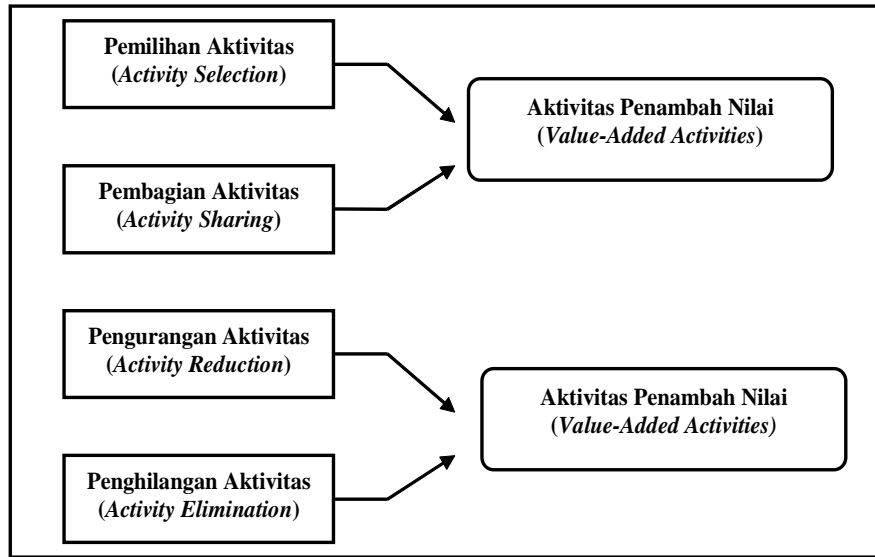 Pemilihan Aktivitas
(Activity Selection)
Aktivitas Penambah Nilai
(Value-Added Activities)
Pembagian Aktivitas
(Activity Sharing)
Pengurangan Aktivitas
(Activity Reduction)
Aktivitas Penambah Nilai
(Value-Added Activities)
Penghilangan Aktivitas
(Activity Elimination)